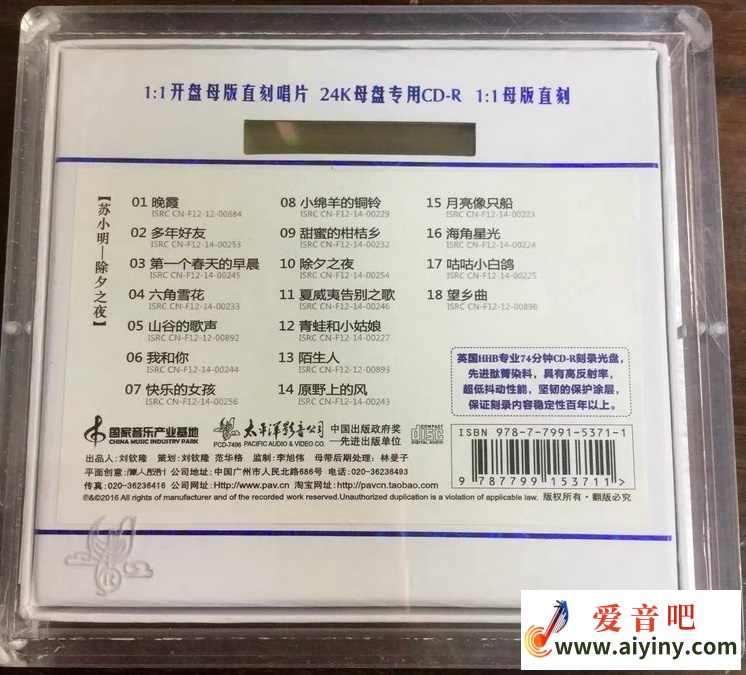 1:1开盘母版直刻唱片 24K母盘专用CD-R 1:1母版直刻
【苏小明—除夕之夜】
01 晚霞
ISRC CN-F12-12-00884
02 多年好友
ISRC CN-F12-14-00253
03 第一个春天的早晨
ISRC CN-F12-14-00245
04 六角雪花
ISRC CN-F12-14-00233
05 山谷的歌声
ISRC CN-F12-12-00892
06 我和你
ISRC CN-F12-14-00244
07 快乐的女孩
ISRC CN-F12-14-00256
08 小绵羊的铜铃
ISRC CN-F12-14-00229
09 甜蜜的柑桔乡
ISRC CN-F12-14-00232
10 除夕之夜
ISRC CN-F12-14-00254
11 夏威夷告别之歌
ISRC CN-F12-14-00246
12 青蛙和小姑娘
ISRC CN-F12-14-00227
13 陌生人
ISRC CN-F12-12-00893
14 原野上的风
ISRC CN-F12-14-00243
15 月亮像只船
ISRC CN-F12-14-00223
16 海角星光
ISRC CN-F12-14-00224
17 咕咕小白鸽
ISRC CN-F12-14-00225
18 望乡曲
ISRC CN-F12-12-00896
英国HHB专业74分钟CD-R刻录光盘,
先进酞菁染料,具有高反射率,
超低抖动性能,坚韧的保护涂层,
保证刻录内容稳定性百年以上。
国家音乐产业基地
CHINA MUSIC INDUSTRY PARK
PCD-7496
太平洋影音公司
PACIFIC AUDIO & VIDEO CO.
中国出版政府奖
—先进出版单位
COMPACT
disc
DIGITAL AUDIO
出品人:刘钦隆 策划:刘钦隆 范华格 监制:李旭伟 母带后期处理:林曼子
平面创意: 公司地址:中国广州市人民北路686号 电话:020-36236493
传真:020-36236416 公司网址:Http://www.pav.cn 淘宝网址:http://pavcn.taobao.com
℗&©2016 All rights of manufacturer and of the recorded work reserved.Unauthorized duplication is a violation of applicable law. 版权所有·翻版必究
ISBN 978-7-7991-5371-1
9 787799 153711 >
®
爱音吧
www.aiyiny.com